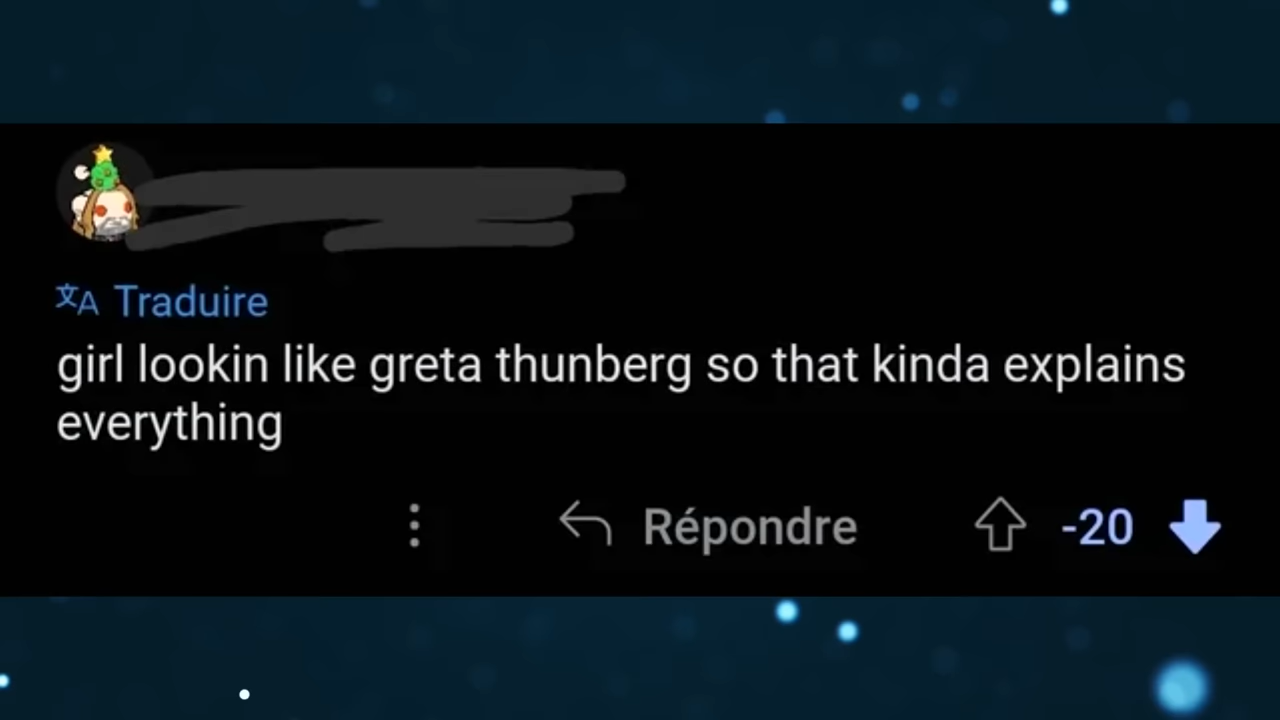 Traduire
girl lookin like greta thunberg so that kinda explains
everything
Répondre -20